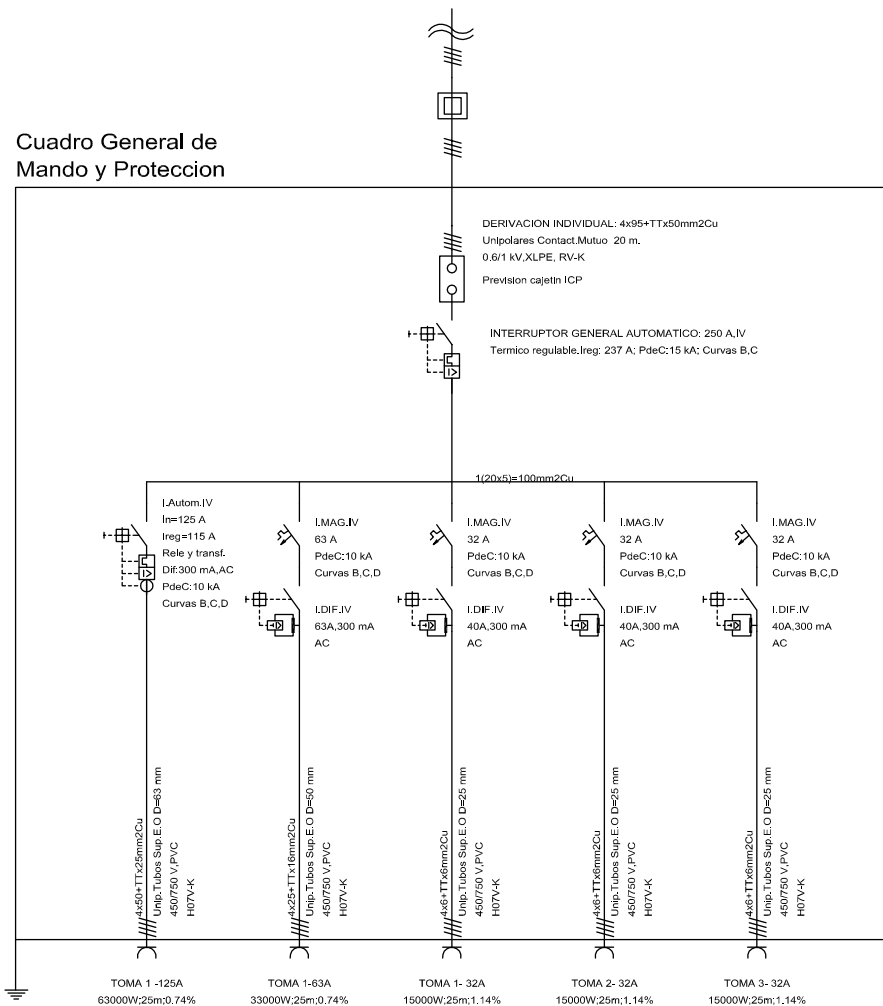 Cuadro General de
Mando y Proteccion
DERIVACION INDIVIDUAL: 4x95+TTx50mm2Cu
Unipolares Contact.Mutuo 20 m.
0.6/1 kV,XLPE, RV-K
Prevision cajetin ICP
INTERRUPTOR GENERAL AUTOMATICO: 250 A,IV
Termico regulable.Ireg: 237 A; PdeC:15 kA; Curvas B,C
1(20x5)=100mm2Cu
I.Autom.IV
In=125 A
Ireg=115 A
Rele y transf.
Dif:300 mA,AC
PdeC:10 kA
Curvas B,C,D
I.MAG.IV
63 A
PdeC:10 kA
Curvas B,C,D
I.DIF.IV
63A,300 mA
AC
I.MAG.IV
32 A
PdeC:10 kA
Curvas B,C,D
I.DIF.IV
40A,300 mA
AC
I.MAG.IV
32 A
PdeC:10 kA
Curvas B,C,D
I.DIF.IV
40A,300 mA
AC
I.MAG.IV
32 A
PdeC:10 kA
Curvas B,C,D
I.DIF.IV
40A,300 mA
AC
4x50+TTx25mm2Cu
Unip.Tubos Sup.E.O D=63 mm
450/750 V,PVC
H07V-K
4x25+TTx16mm2Cu
Unip.Tubos Sup.E.O D=50 mm
450/750 V,PVC
H07V-K
4x6+TTx6mm2Cu
Unip.Tubos Sup.E.O D=25 mm
450/750 V,PVC
H07V-K
4x6+TTx6mm2Cu
Unip.Tubos Sup.E.O D=25 mm
450/750 V,PVC
H07V-K
4x6+TTx6mm2Cu
Unip.Tubos Sup.E.O D=25 mm
450/750 V,PVC
H07V-K
TOMA 1 -125A
63000W;25m;0.74%
TOMA 1-63A
33000W;25m;0.74%
TOMA 1- 32A
15000W;25m;1.14%
TOMA 2- 32A
15000W;25m;1.14%
TOMA 3- 32A
15000W;25m;1.14%